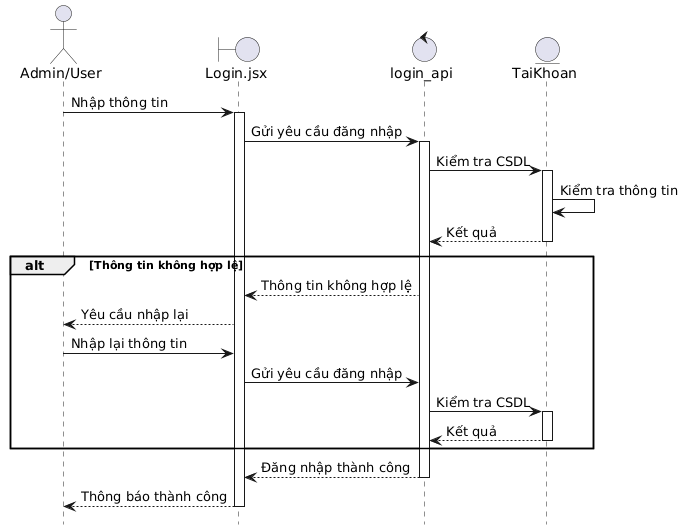 Admin/User
Login.jsx
login_api
TaiKhoan
Nhập thông tin
Gửi yêu cầu đăng nhập
Kiểm tra CSDL
Kiểm tra thông tin
Kết quả
alt
[Thông tin không hợp lệ]
Thông tin không hợp lệ
Yêu cầu nhập lại
Nhập lại thông tin
Gửi yêu cầu đăng nhập
Kiểm tra CSDL
Kết quả
Đăng nhập thành công
Thông báo thành công